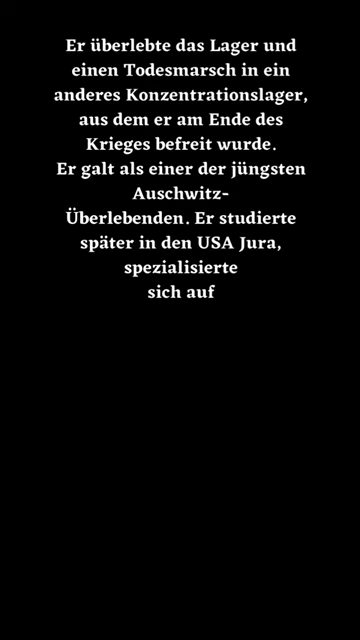 Er überlebte das Lager und
einen Todesmarsch in ein
anderes Konzentrationslager,
aus dem er am Ende des
Krieges befreit wurde.
Er galt als einer der jüngsten
Auschwitz-
Überlebenden. Er studierte
später in den USA Jura,
spezialisierte
sich auf